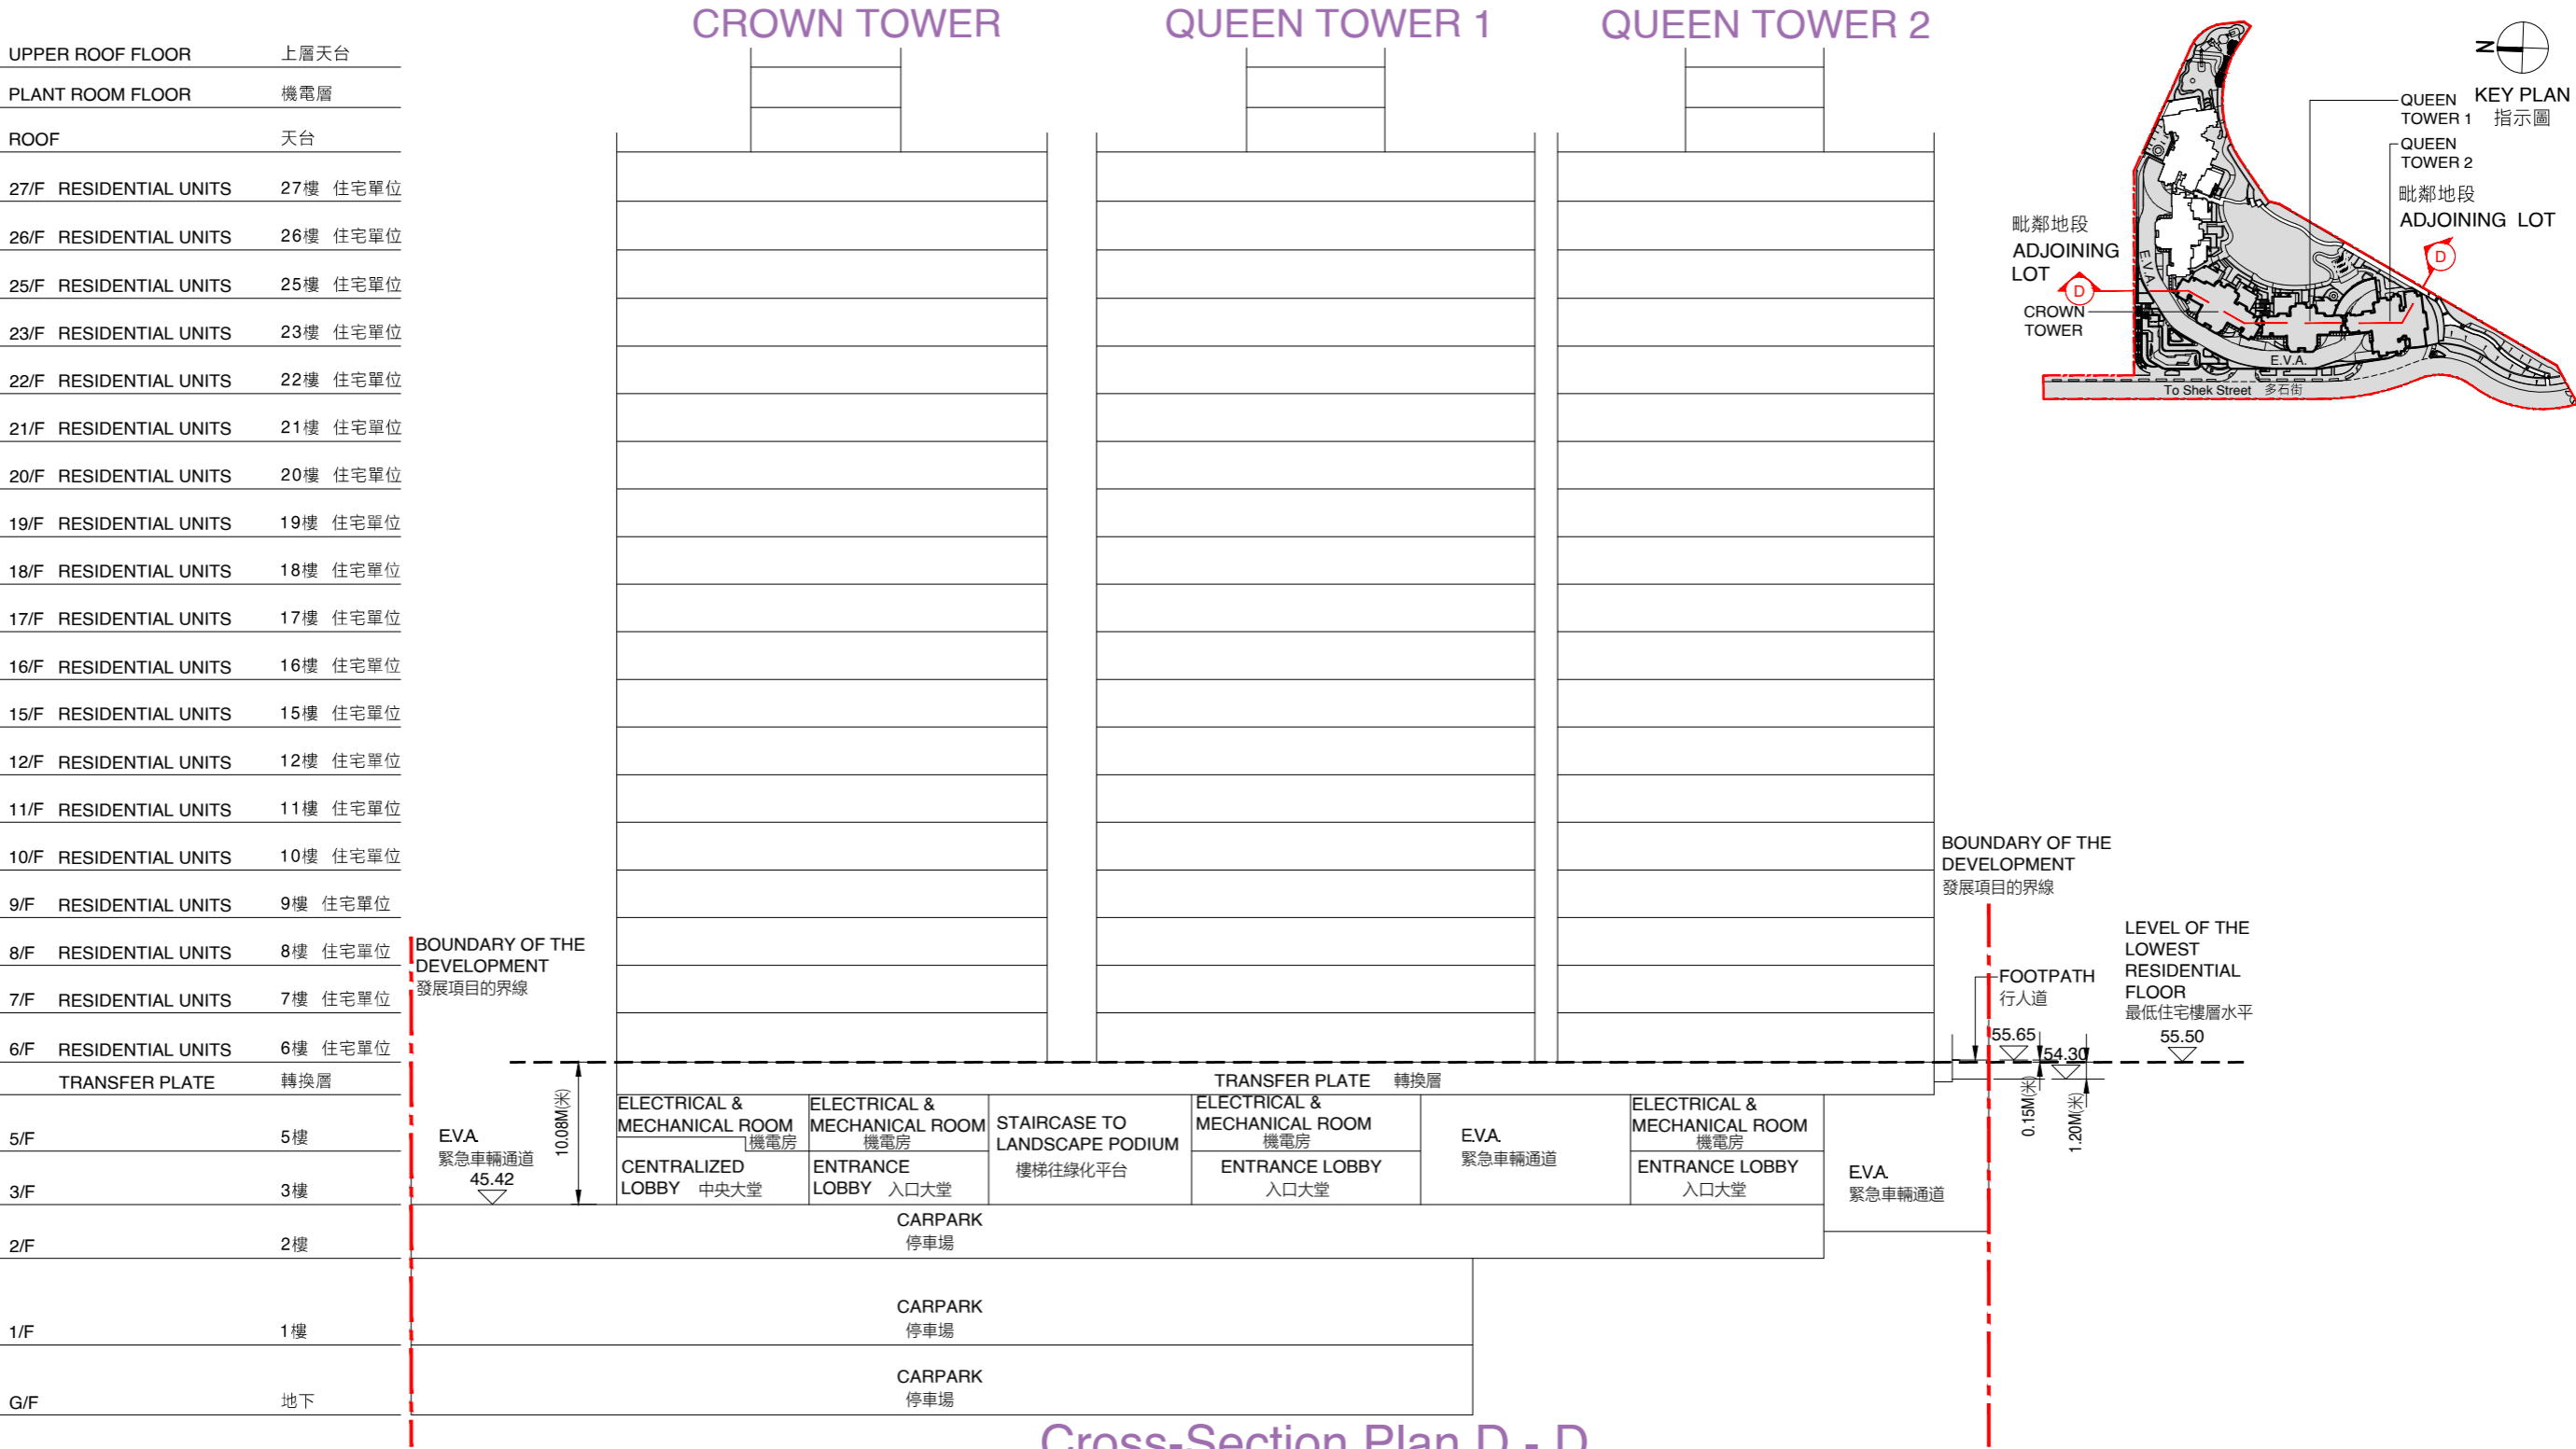 CROWN TOWER
QUEEN TOWER 1
QUEEN TOWER 2
UPPER ROOF FLOOR 上層天台
PLANT ROOM FLOOR 機電層
ROOF 天台
27/F RESIDENTIAL UNITS 27樓 住宅單位
26/F RESIDENTIAL UNITS 26樓 住宅單位
25/F RESIDENTIAL UNITS 25樓 住宅單位
23/F RESIDENTIAL UNITS 23樓 住宅單位
22/F RESIDENTIAL UNITS 22樓 住宅單位
21/F RESIDENTIAL UNITS 21樓 住宅單位
20/F RESIDENTIAL UNITS 20樓 住宅單位
19/F RESIDENTIAL UNITS 19樓 住宅單位
18/F RESIDENTIAL UNITS 18樓 住宅單位
17/F RESIDENTIAL UNITS 17樓 住宅單位
16/F RESIDENTIAL UNITS 16樓 住宅單位
15/F RESIDENTIAL UNITS 15樓 住宅單位
12/F RESIDENTIAL UNITS 12樓 住宅單位
11/F RESIDENTIAL UNITS 11樓 住宅單位
10/F RESIDENTIAL UNITS 10樓 住宅單位
9/F RESIDENTIAL UNITS 9樓 住宅單位
8/F RESIDENTIAL UNITS 8樓 住宅單位
7/F RESIDENTIAL UNITS 7樓 住宅單位
6/F RESIDENTIAL UNITS 6樓 住宅單位
TRANSFER PLATE 轉換層
5/F 5樓
3/F 3樓
2/F 2樓
1/F 1樓
G/F 地下
N
KEY PLAN
指示圖
QUEEN
TOWER 1
QUEEN
TOWER 2
毗鄰地段
ADJOINING LOT
D
毗鄰地段
ADJOINING
LOT
D
CROWN
TOWER
E.V.A.
E.V.A.
To Shek Street 多石街
BOUNDARY OF THE
DEVELOPMENT
發展項目的界線
BOUNDARY OF THE
DEVELOPMENT
發展項目的界線
FOOTPATH
行人道
LEVEL OF THE
LOWEST
RESIDENTIAL
FLOOR
最低住宅樓層水平
55.50
55.65
54.30
0.15M(米)
1.20M(米)
10.08M(米)
E.V.A.
緊急車輛通道
45.42
TRANSFER PLATE 轉換層
ELECTRICAL &
MECHANICAL ROOM
機電房
CENTRALIZED
LOBBY 中央大堂
ELECTRICAL &
MECHANICAL ROOM
機電房
ENTRANCE
LOBBY 入口大堂
STAIRCASE TO
LANDSCAPE PODIUM
樓梯往綠化平台
ELECTRICAL &
MECHANICAL ROOM
機電房
ENTRANCE LOBBY
入口大堂
E.V.A.
緊急車輛通道
ELECTRICAL &
MECHANICAL ROOM
機電房
ENTRANCE LOBBY
入口大堂
E.V.A.
緊急車輛通道
CARPARK
停車場
CARPARK
停車場
CARPARK
停車場
Cross-Section Plan D - D